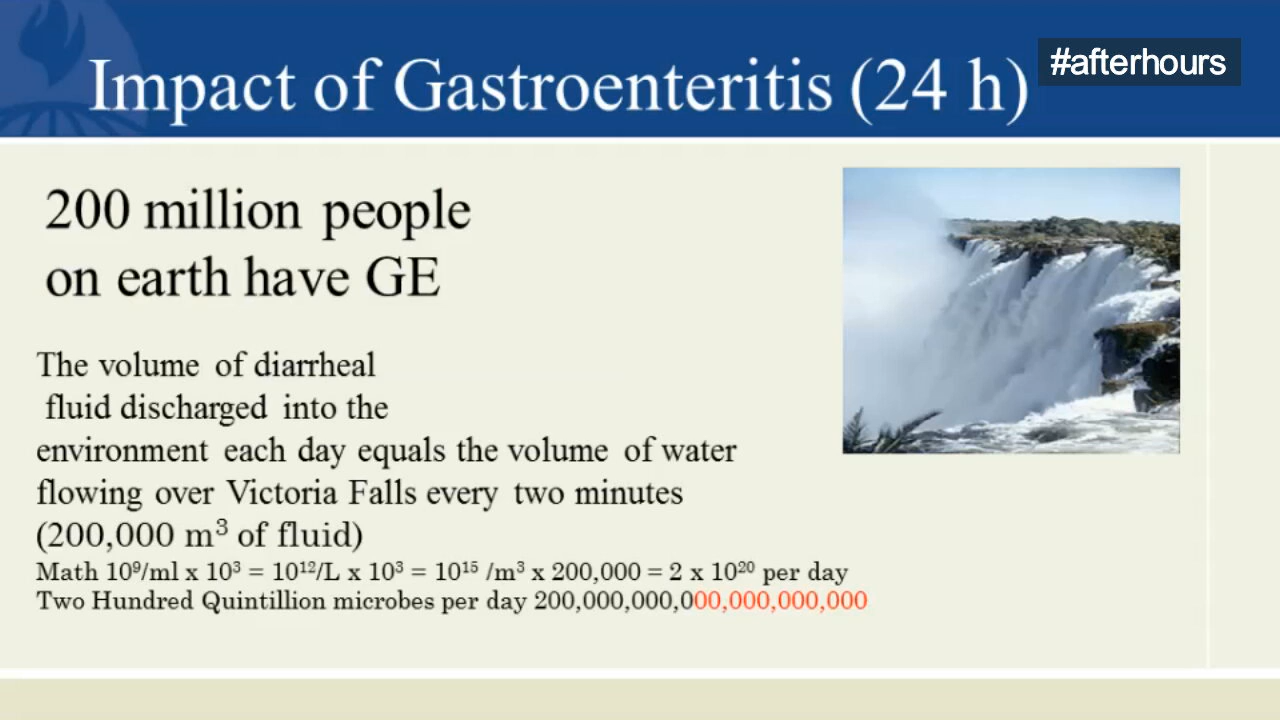 Impact of Gastroenteritis (24 h)
#afterhours
200 million people
on earth have GE
The volume of diarrheal
fluid discharged into the
environment each day equals the volume of water
flowing over Victoria Falls every two minutes
(200,000 m³ of fluid)
Math 10⁹/ml x 10³ = 10¹²/L x 10³ = 10¹⁵ /m³ x 200,000 = 2 x 10²⁰ per day
Two Hundred Quintillion microbes per day 200,000,000,000,000,000,000